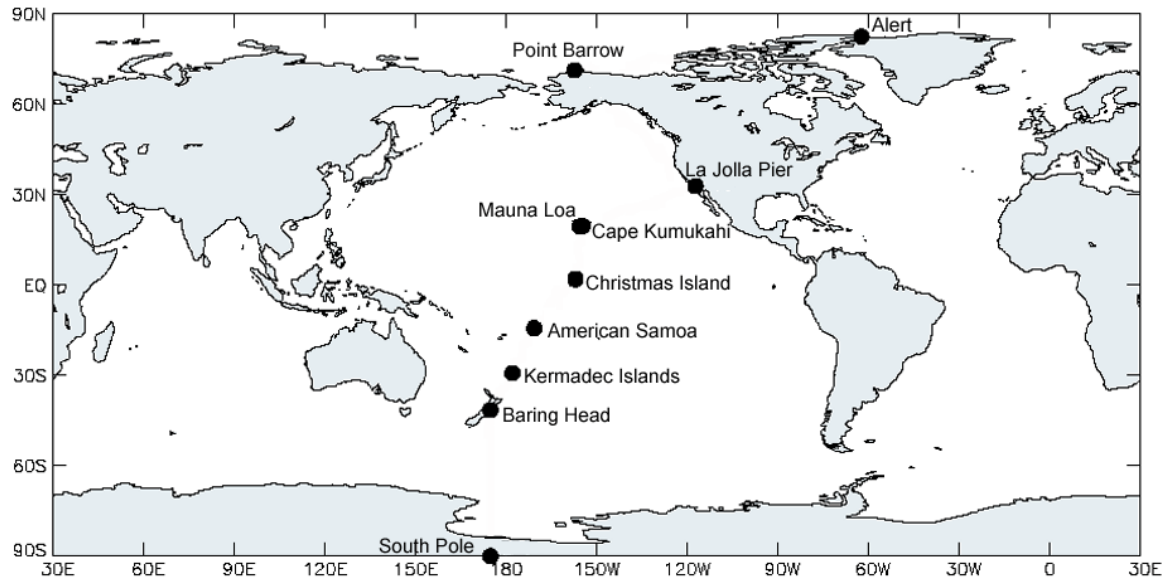 90N
Alert
Point Barrow
60N
La Jolla Pier
30N
Mauna Loa
Cape Kumukahi
EQ
Christmas Island
American Samoa
30S
Kermadec Islands
Baring Head
60S
South Pole
90S
30E 60E 90E 120E 150E 180 150W 120W 90W 60W 30W 0 30E